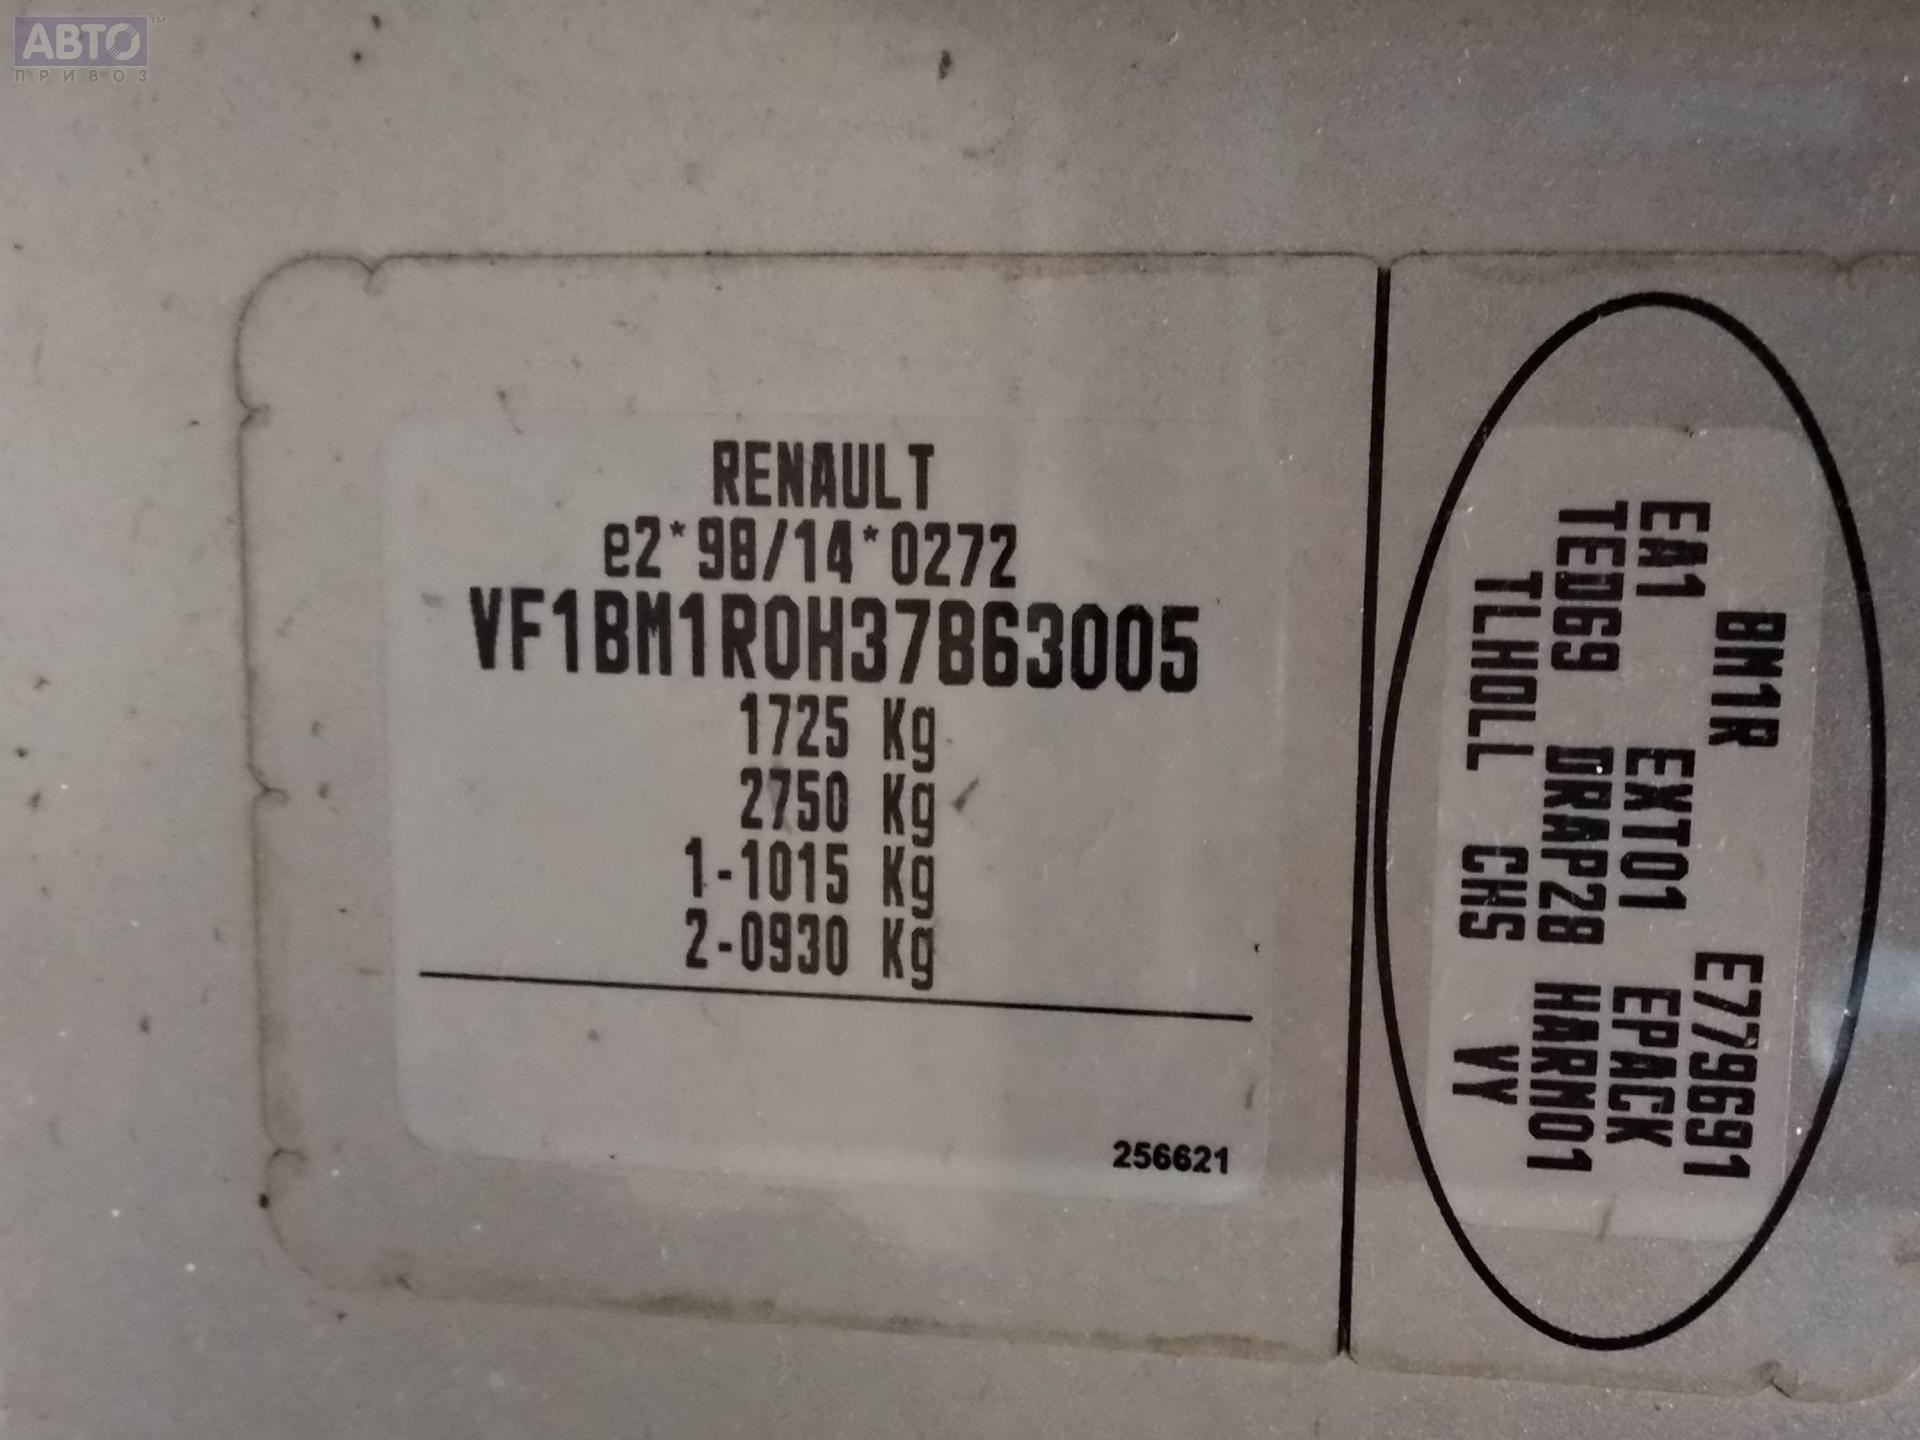 АВТО™
ПРИВОЗ
RENAULT
e2*98/14*0272
VF1BM1R0H37863005
1725 Kg
2750 Kg
1-1015 Kg
2-0930 Kg
256621
BM1R E779691
EA1 EXT01 EPACK
TED69 DRAP28 HARM01
TLHOLL CHS VY